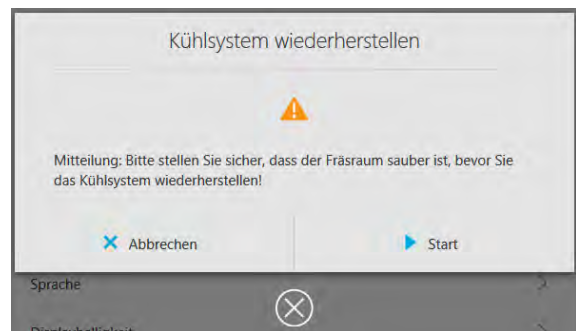 Kühlsystem wiederherstellen
Mitteilung: Bitte stellen Sie sicher, dass der Fräsraum sauber ist, bevor Sie
das Kühlsystem wiederherstellen!
Abbrechen
Start
Sprache